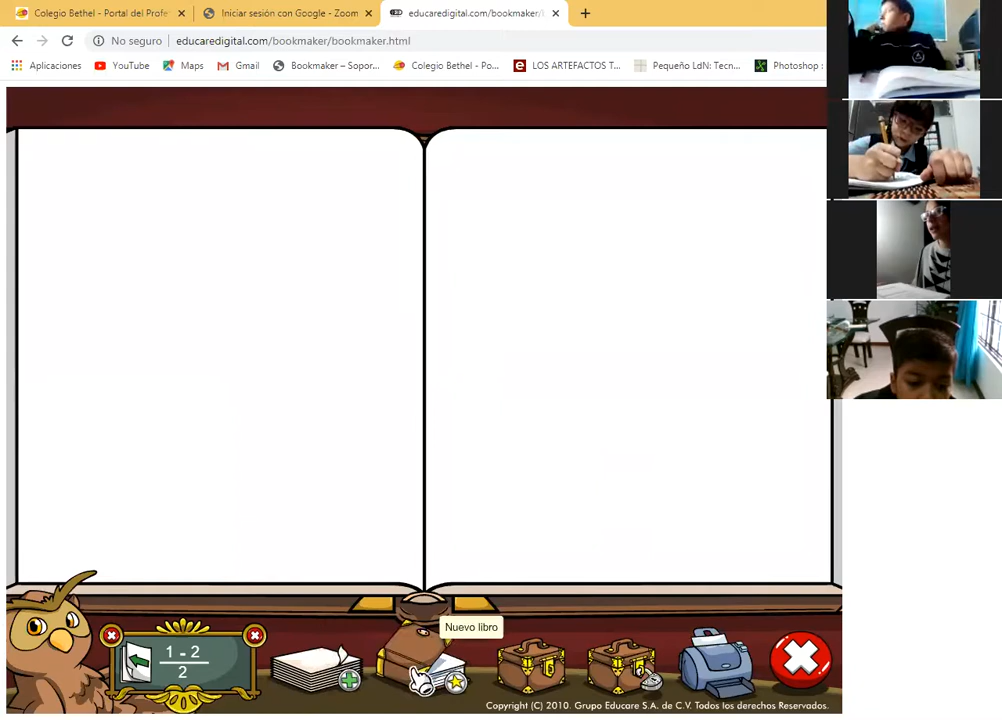 Colegio Bethel - Portal del Profe
Iniciar sesión con Google - Zoom
educaredigital.com/bookmaker/
No seguro
educaredigital.com/bookmaker/bookmaker.html
Aplicaciones
YouTube
Maps
Gmail
Bookmaker – Sopor...
Colegio Bethel - Po...
LOS ARTEFACTOS T...
Pequeño LdN: Tecn...
Photoshop :
Nuevo libro
1 - 2
2
Copyright (C) 2010. Grupo Educare S.A. de C.V. Todos los derechos Reservados.